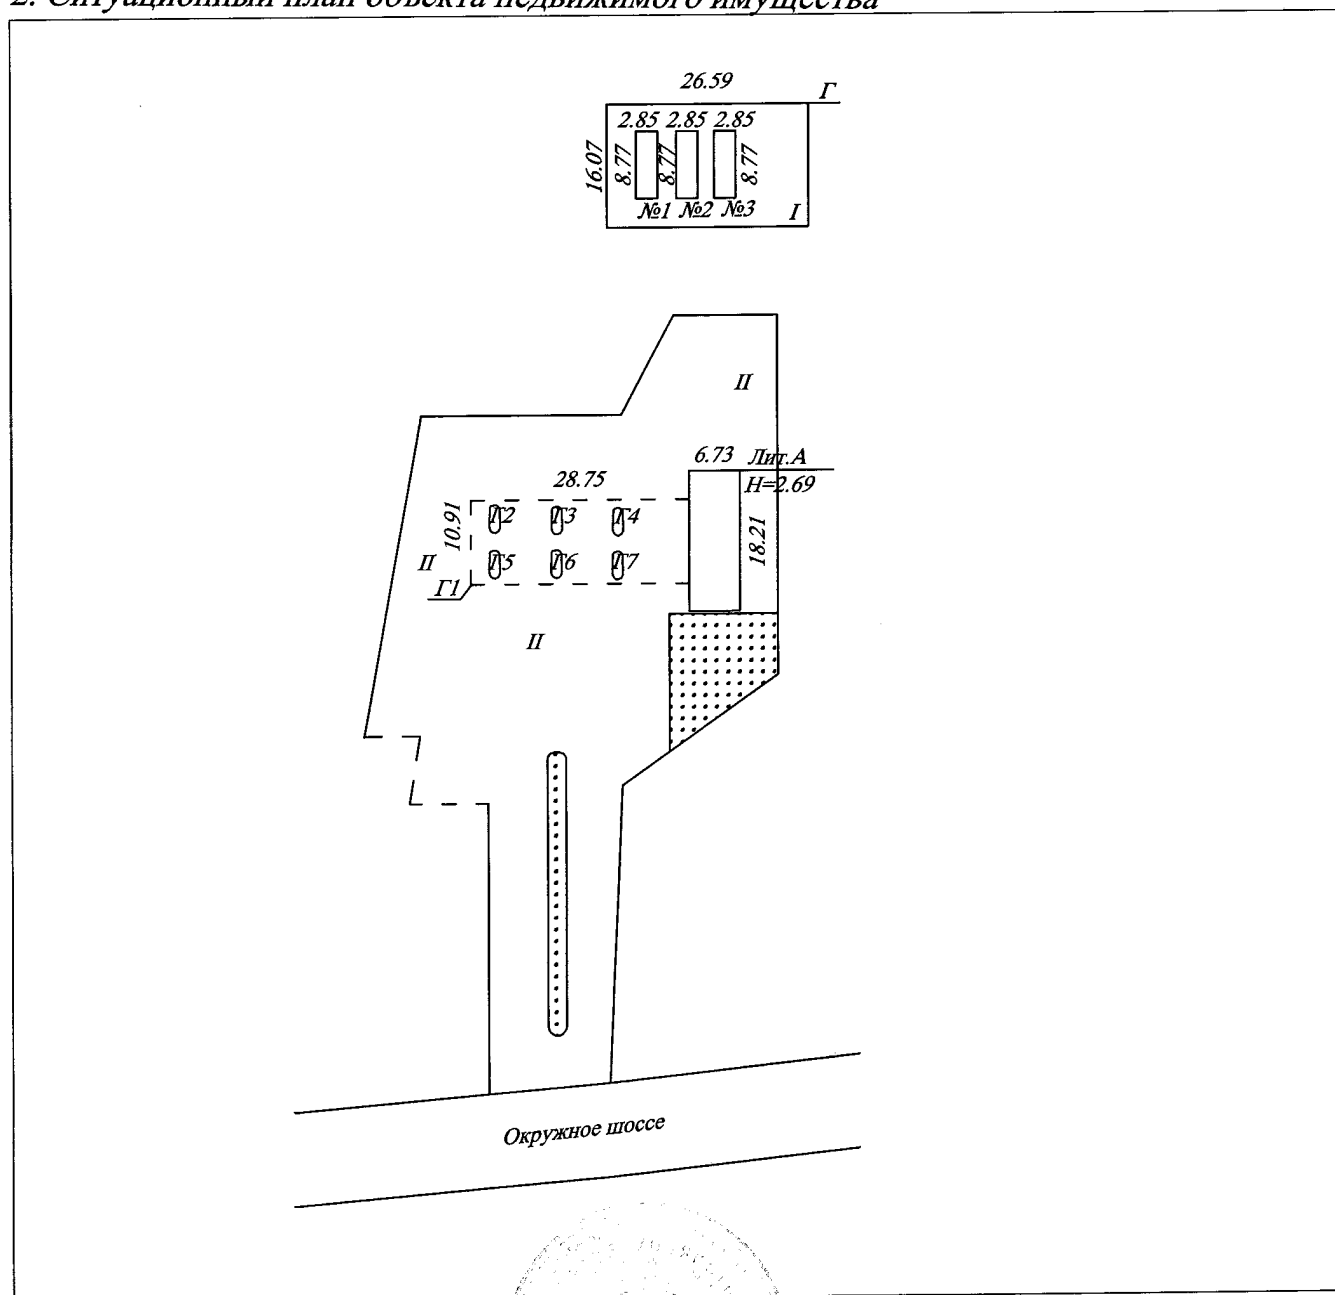 2. Ситуационный план объекта недвижимого имущества
26.59
Г
2.85 2.85 2.85
16.07
8.77
8.77
8.77
№1 №2 №3
I
II
6.73 Лит.А
H=2.69
28.75
10.91
Г2 Г3 Г4
18.21
II
Г5 Г6 Г7
Г1
II
Окружное шоссе